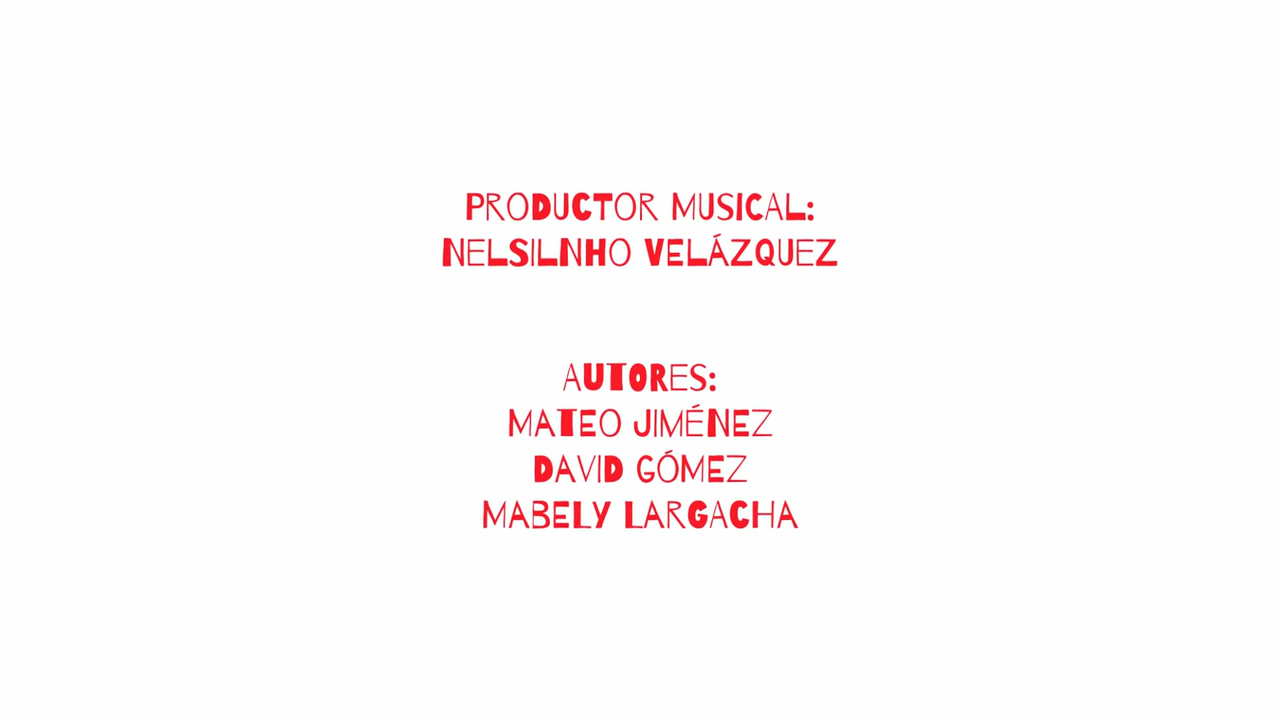 PRODUCTOR MUSICAL:
NELSILNHO VELÁZQUEZ
AUTORES:
MATEO JIMÉNEZ
DAVID GÓMEZ
MABELY LARGACHA